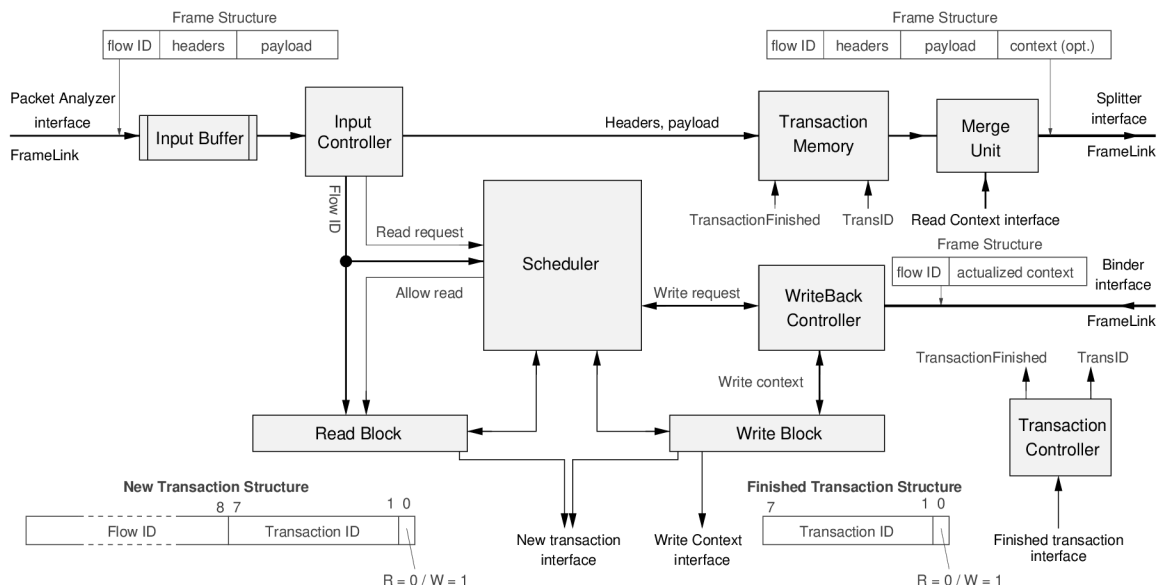 Frame Structure
flow ID headers payload
Frame Structure
flow ID headers payload context (opt.)
Packet Analyzer
interface
FrameLink
Input Buffer
Input
Controller
Headers, payload
Transaction
Memory
Merge
Unit
Splitter
interface
FrameLink
Flow ID
Read request
TransactionFinished
TransID
Read Context interface
Scheduler
Allow read
Write request
WriteBack
Controller
Frame Structure
flow ID actualized context
Binder
interface
FrameLink
Write context
TransactionFinished
TransID
Read Block
Write Block
Transaction
Controller
New Transaction Structure
8 7 1 0
Flow ID Transaction ID
R = 0 / W = 1
New transaction
interface
Write Context
interface
Finished Transaction Structure
7 1 0
Transaction ID
R = 0 / W = 1
Finished transaction
interface